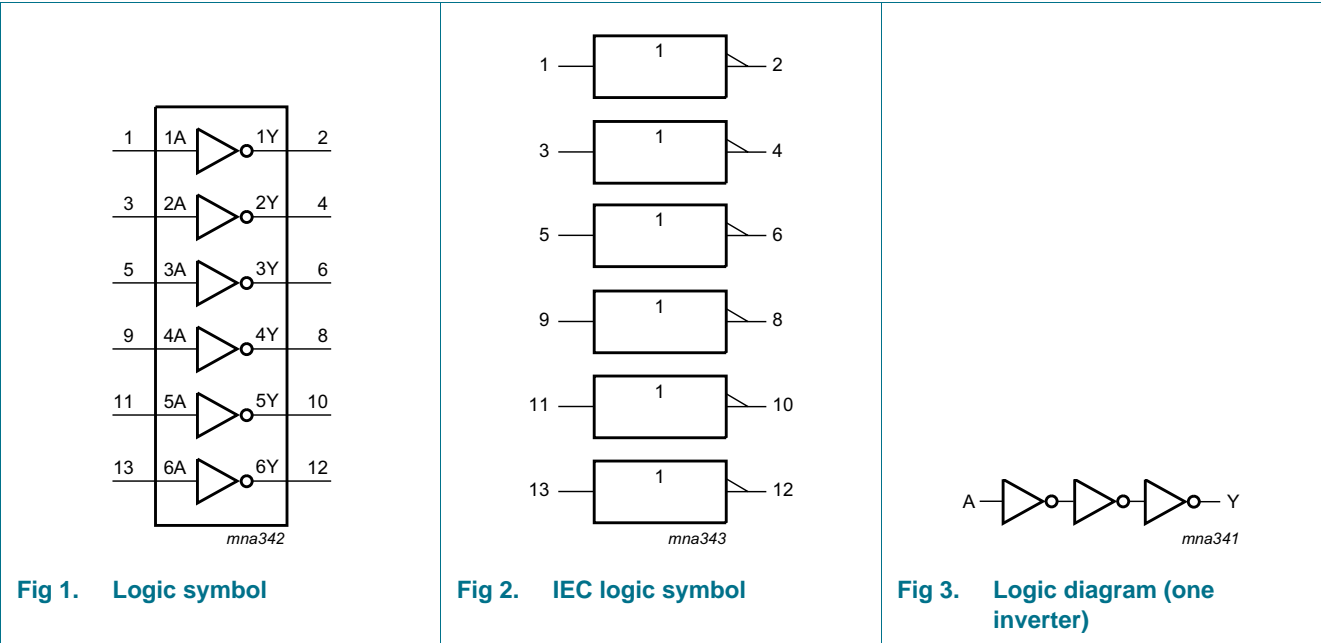 1 1A 1Y 2
3 2A 2Y 4
5 3A 3Y 6
9 4A 4Y 8
11 5A 5Y 10
13 6A 6Y 12
mna342
Fig 1. Logic symbol
1 1 2
3 1 4
5 1 6
9 1 8
11 1 10
13 1 12
mna343
Fig 2. IEC logic symbol
A Y
mna341
Fig 3. Logic diagram (one
inverter)